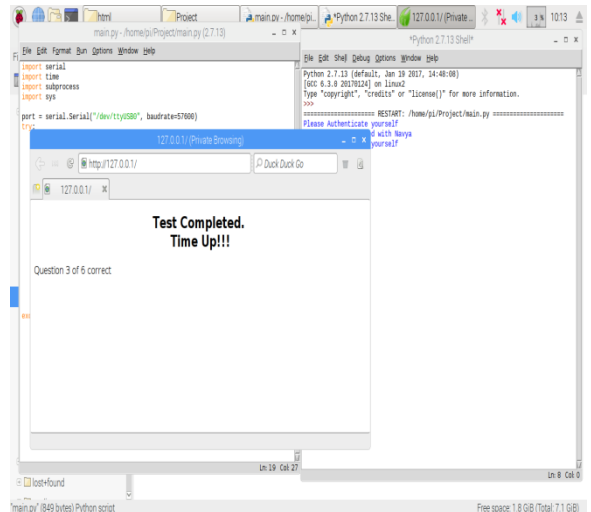 html
Project
main.py - /home/pi...
*Python 2.7.13 She...
127.0.0.1/ (Private ...
3 %
10:13
main.py - /home/pi/Project/main.py (2.7.13)
File Edit Format Run Options Window Help
import serial
import time
import subprocess
import sys
port = serial.Serial("/dev/ttyUSB0", baudrate=57600)
try:
Ln: 19 Col: 27
*Python 2.7.13 Shell*
File Edit Shell Debug Options Window Help
Python 2.7.13 (default, Jan 19 2017, 14:48:08)
[GCC 6.3.0 20170124] on linux2
Type "copyright", "credits" or "license()" for more information.
>>>
===================== RESTART: /home/pi/Project/main.py =====================
Please Authenticate yourself
d with Navya
yourself
Ln: 8 Col: 0
127.0.0.1/ (Private Browsing)
http://127.0.0.1/
Duck Duck Go
127.0.0.1/
Test Completed.
Time Up!!!
Question 3 of 6 correct
lost+found
"main.py" (849 bytes) Python script
Free space: 1.8 GiB (Total: 7.1 GiB)